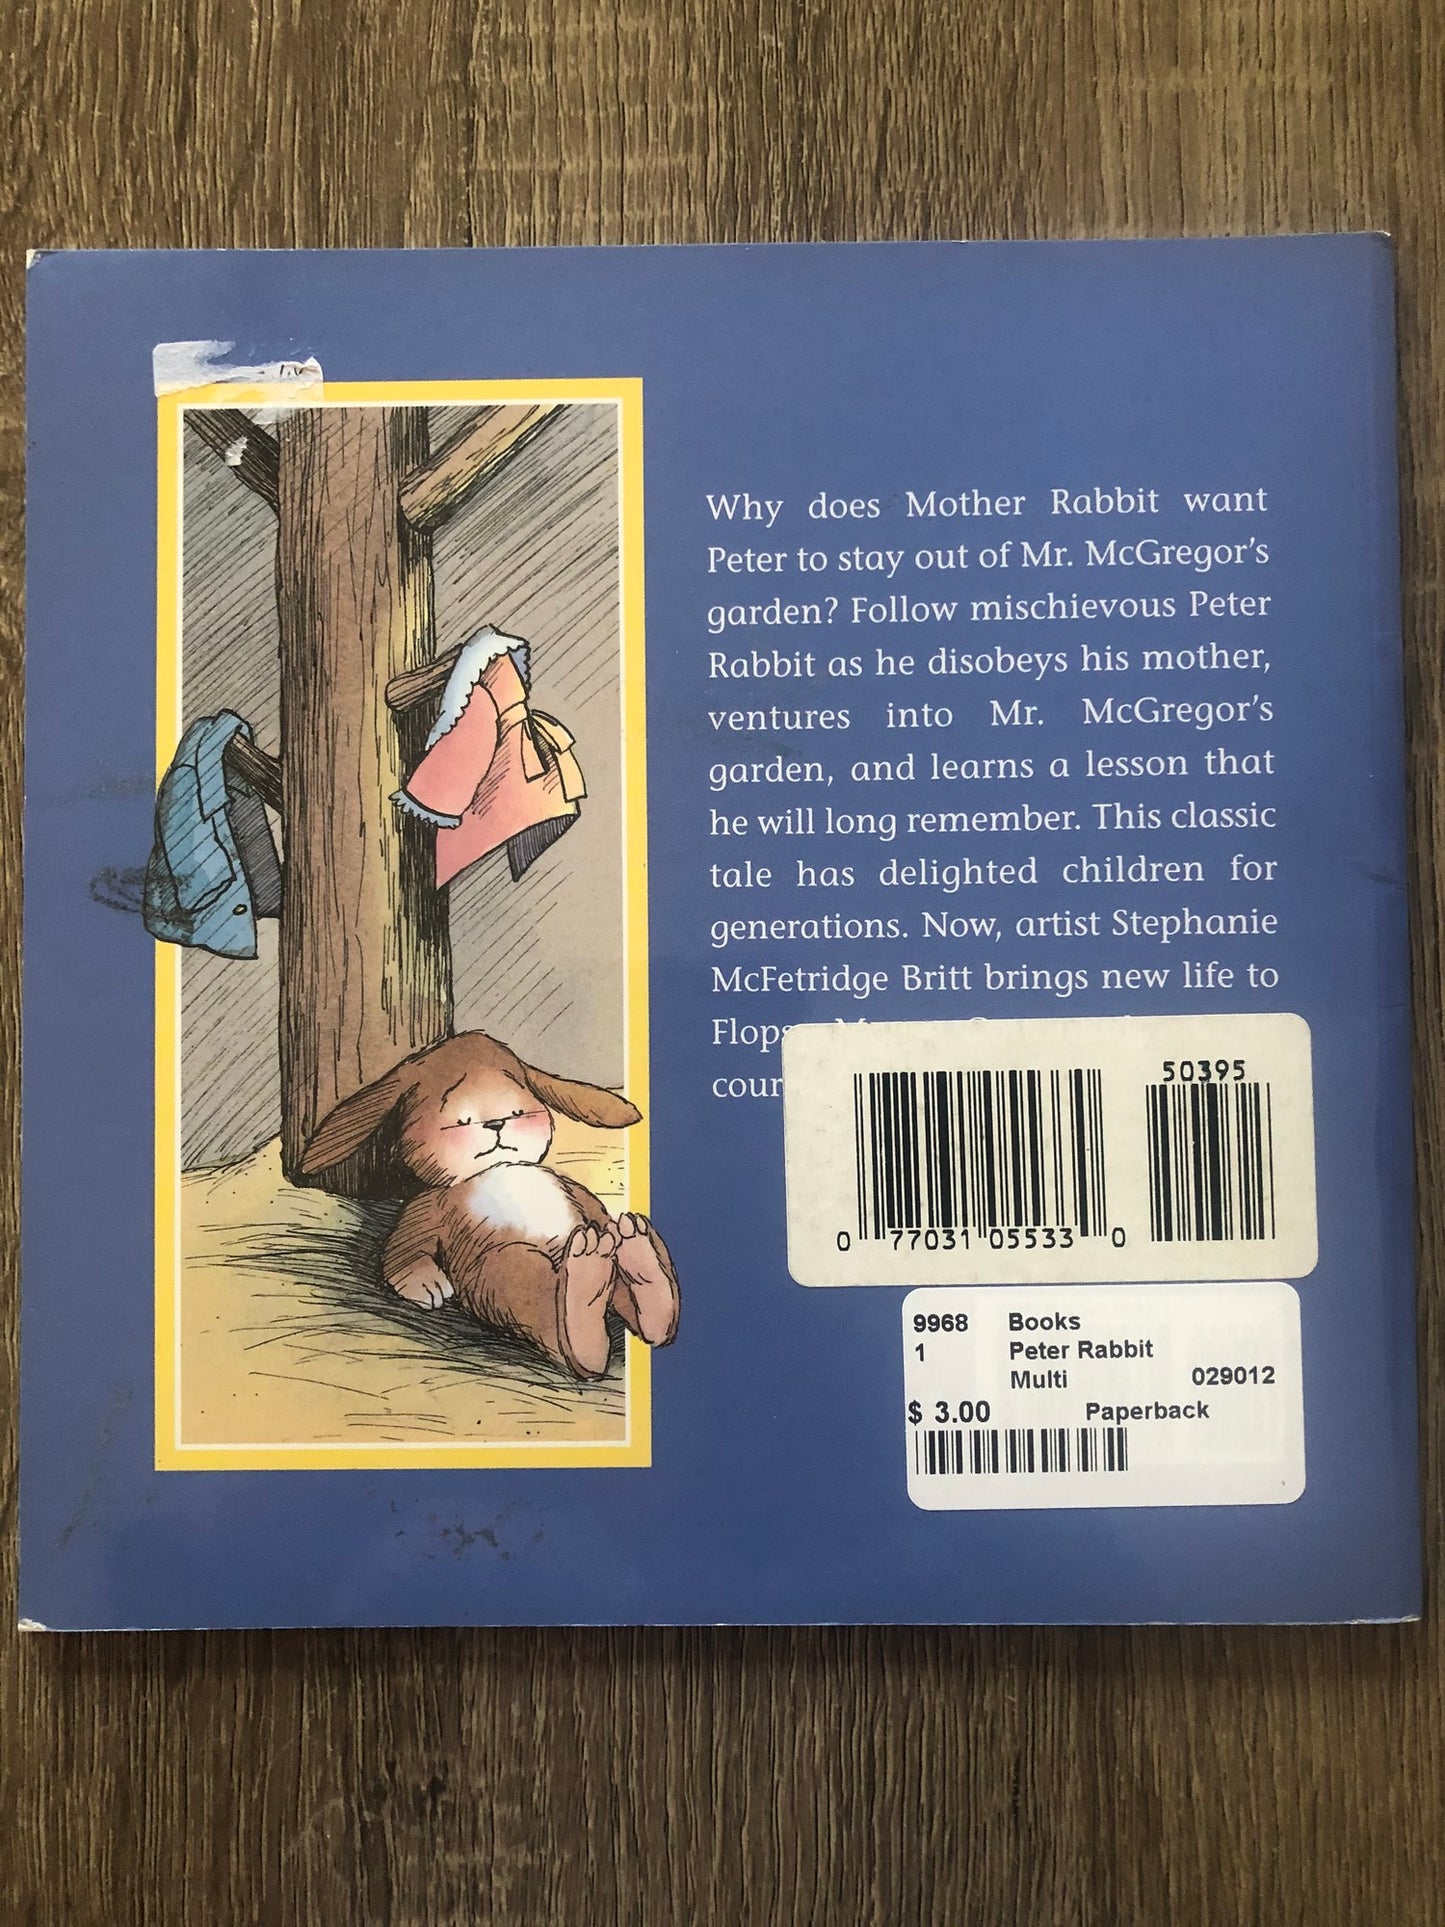 Why does Mother Rabbit want
Peter to stay out of Mr. McGregor's
garden? Follow mischievous Peter
Rabbit as he disobeys his mother,
ventures into Mr. McGregor's
garden, and learns a lesson that
he will long remember. This classic
tale has delighted children for
generations. Now, artist Stephanie
McFetridge Britt brings new life to
50395
0 77031 05533 0
9968 Books
1 Peter Rabbit
Multi 029012
$ 3.00 Paperback